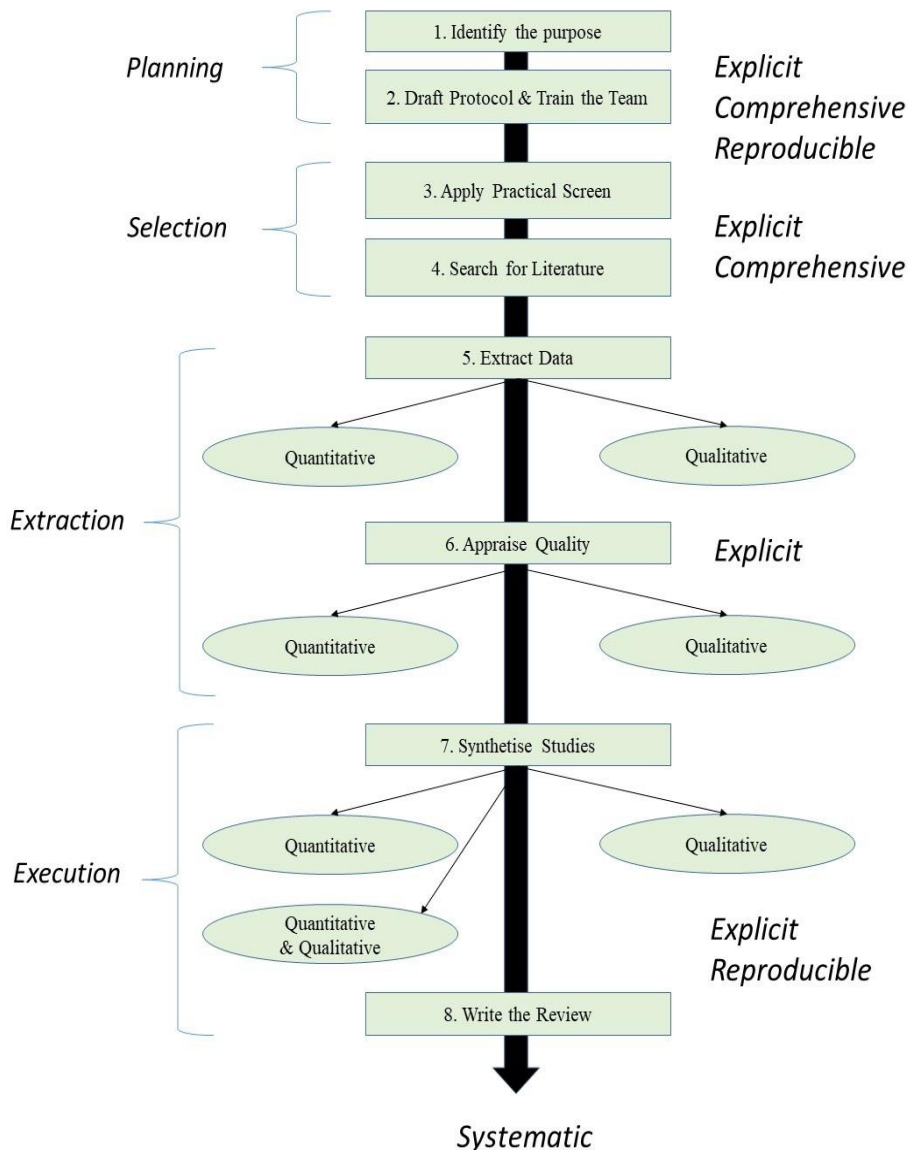 1. Identify the purpose
Planning
2. Draft Protocol & Train the Team
Explicit
Comprehensive
Reproducible
3. Apply Practical Screen
Selection
4. Search for Literature
Explicit
Comprehensive
5. Extract Data
Quantitative
Qualitative
Extraction
6. Appraise Quality
Explicit
Quantitative
Qualitative
7. Synthetise Studies
Quantitative
Qualitative
Execution
Quantitative
& Qualitative
Explicit
Reproducible
8. Write the Review
Systematic